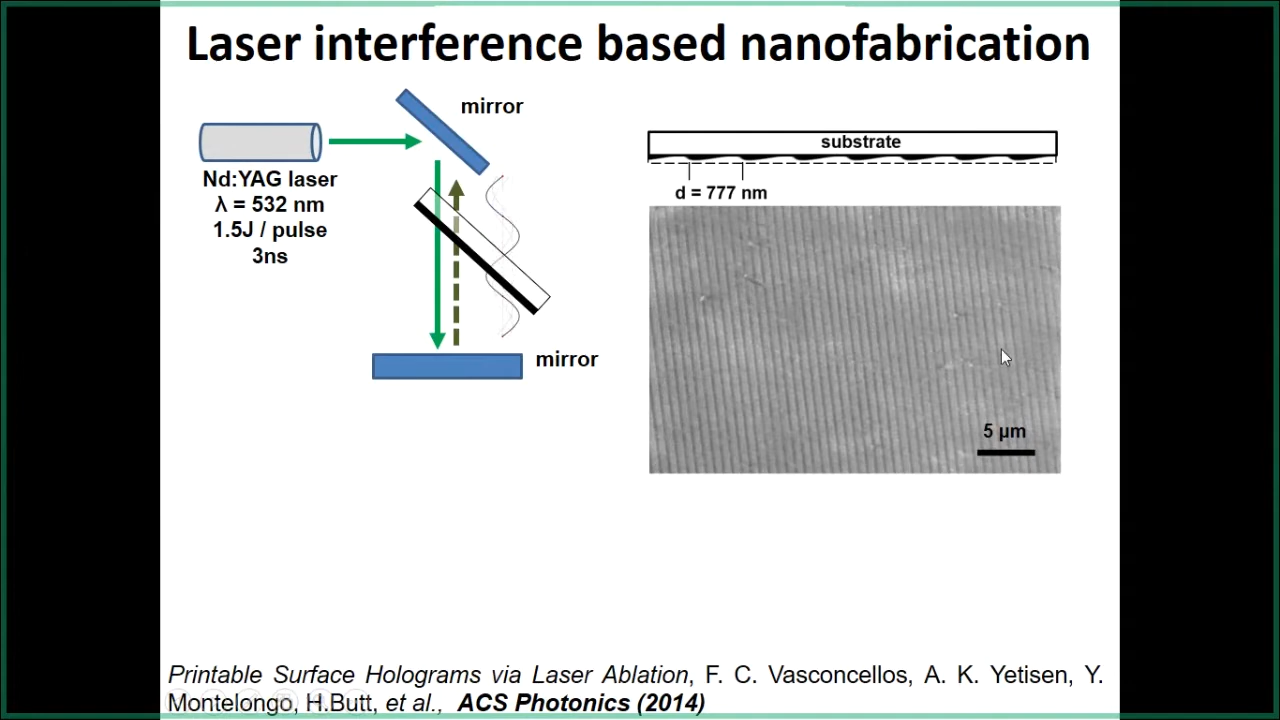 Laser interference based nanofabrication
mirror
Nd:YAG laser
λ = 532 nm
1.5J / pulse
3ns
mirror
substrate
d = 777 nm
5 µm
Printable Surface Holograms via Laser Ablation, F. C. Vasconcellos, A. K. Yetisen, Y.
Montelongo, H.Butt, et al., ACS Photonics (2014)